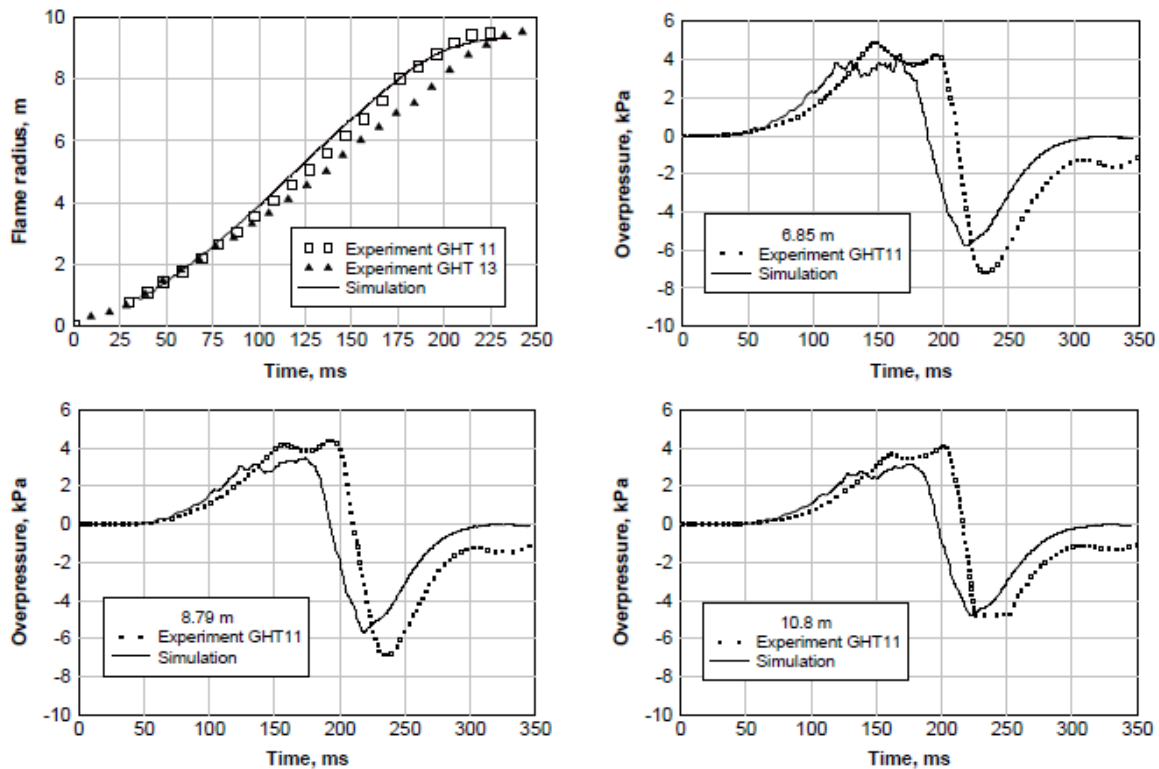 10
8
6
4
2
0
Flame radius, m
Experiment GHT 11
Experiment GHT 13
Simulation
0 25 50 75 100 125 150 175 200 225 250
Time, ms
6
4
2
0
-2
-4
-6
-8
-10
Overpressure, kPa
6.85 m
Experiment GHT11
Simulation
0 50 100 150 200 250 300 350
Time, ms
6
4
2
0
-2
-4
-6
-8
-10
Overpressure, kPa
8.79 m
Experiment GHT11
Simulation
0 50 100 150 200 250 300 350
Time, ms
6
4
2
0
-2
-4
-6
-8
-10
Overpressure, kPa
10.8 m
Experiment GHT11
Simulation
0 50 100 150 200 250 300 350
Time, ms